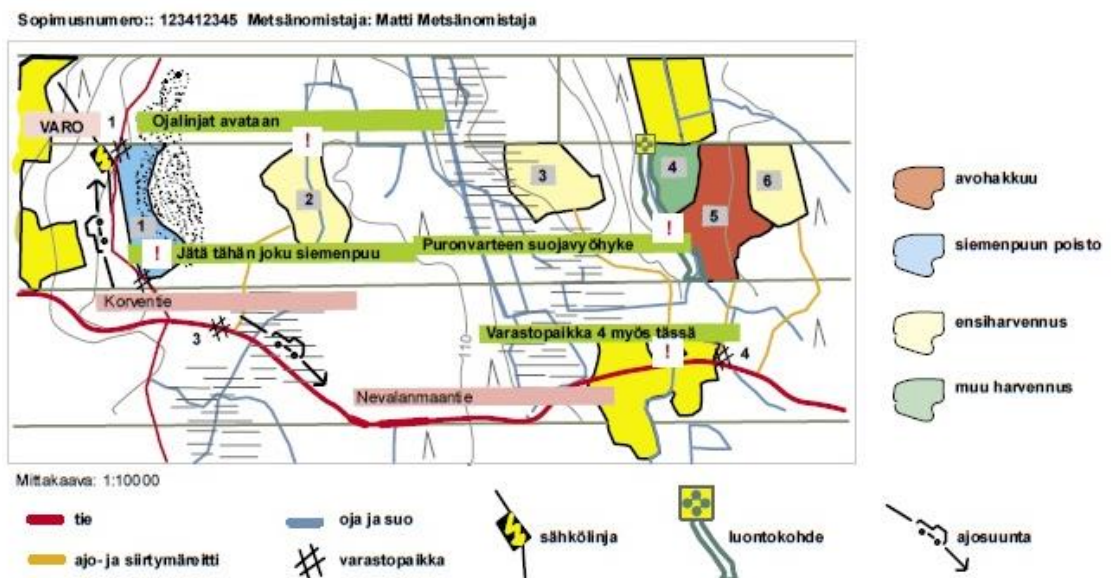 Sopimusnumero:: 123412345 Metsänomistaja: Matti Metsänomistaja
VARO
1
Ojalinjat avataan
!
1
2
3
4
5
6
!
Jätä tähän joku siemenpuu
Puronvarteen suojavyöhyke
!
Korventie
3
110
Varastopaikka 4 myös tässä
!
4
Nevalanmaantie
avohakkuu
siemenpuun poisto
ensiharvennus
muu harvennus
Mittakaava: 1:10000
tie
oja ja suo
sähkölinja
luontokohde
ajosuunta
ajo- ja siirtymäreitti
varastopaikka